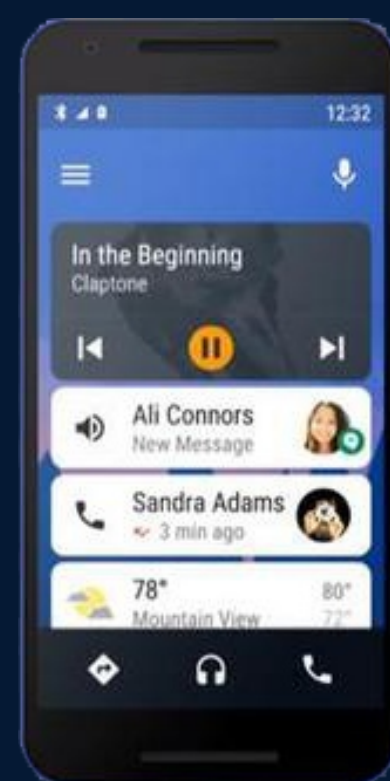 12:32
In the Beginning
Claptone
Ali Connors
New Message
Sandra Adams
3 min ago
78° 80°
Mountain View 72°